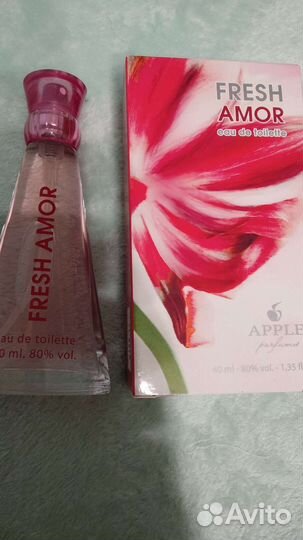 FRESH AMOR
eau de toilette
40 ml. 80% vol.
FRESH
AMOR
eau de toilette
APPLE
parfums
40 ml - 80% vol. - 1,35 fl
Avito